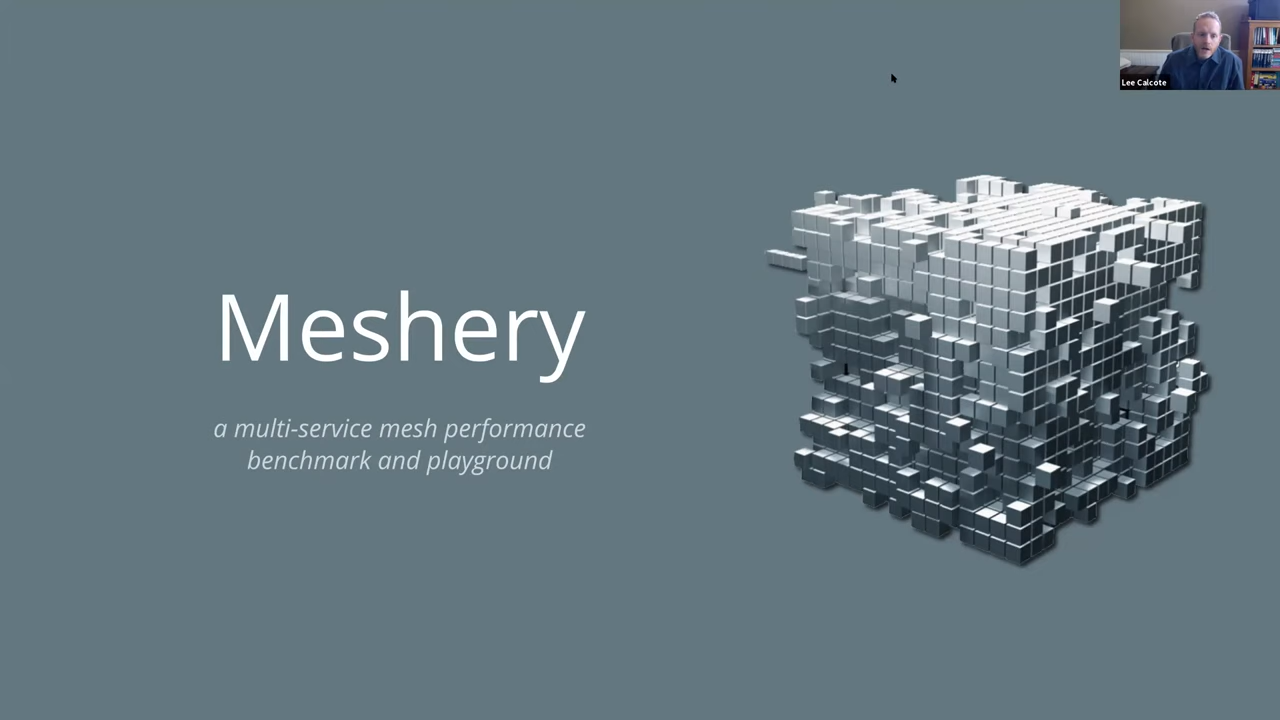 Lee Calcote
Meshery
a multi-service mesh performance
benchmark and playground